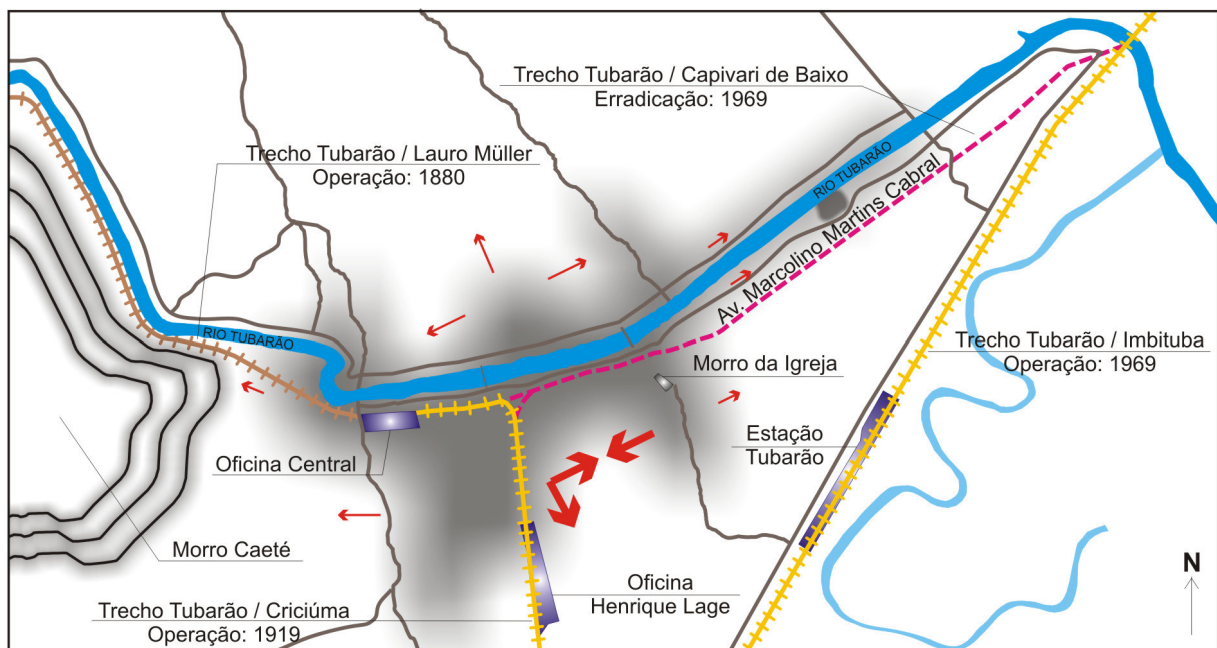 Trecho Tubarão / Capivari de Baixo
Erradicação: 1969
Trecho Tubarão / Lauro Müller
Operação: 1880
RIO TUBARÃO
RIO TUBARÃO
Av. Marcolino Martins Cabral
Trecho Tubarão / Imbituba
Operação: 1969
Morro da Igreja
Estação
Tubarão
Oficina Central
Morro Caeté
Oficina
Henrique Lage
Trecho Tubarão / Criciúma
Operação: 1919
N